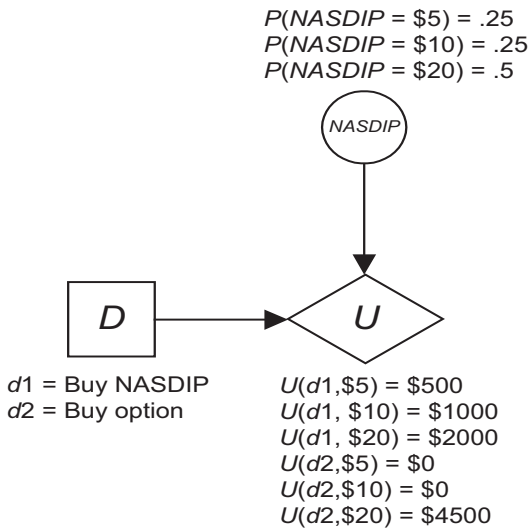 P(NASDIP = $5) = .25
P(NASDIP = $10) = .25
P(NASDIP = $20) = .5
NASDIP
D
U
d1 = Buy NASDIP
d2 = Buy option
U(d1,$5) = $500
U(d1, $10) = $1000
U(d1, $20) = $2000
U(d2,$5) = $0
U(d2,$10) = $0
U(d2,$20) = $4500